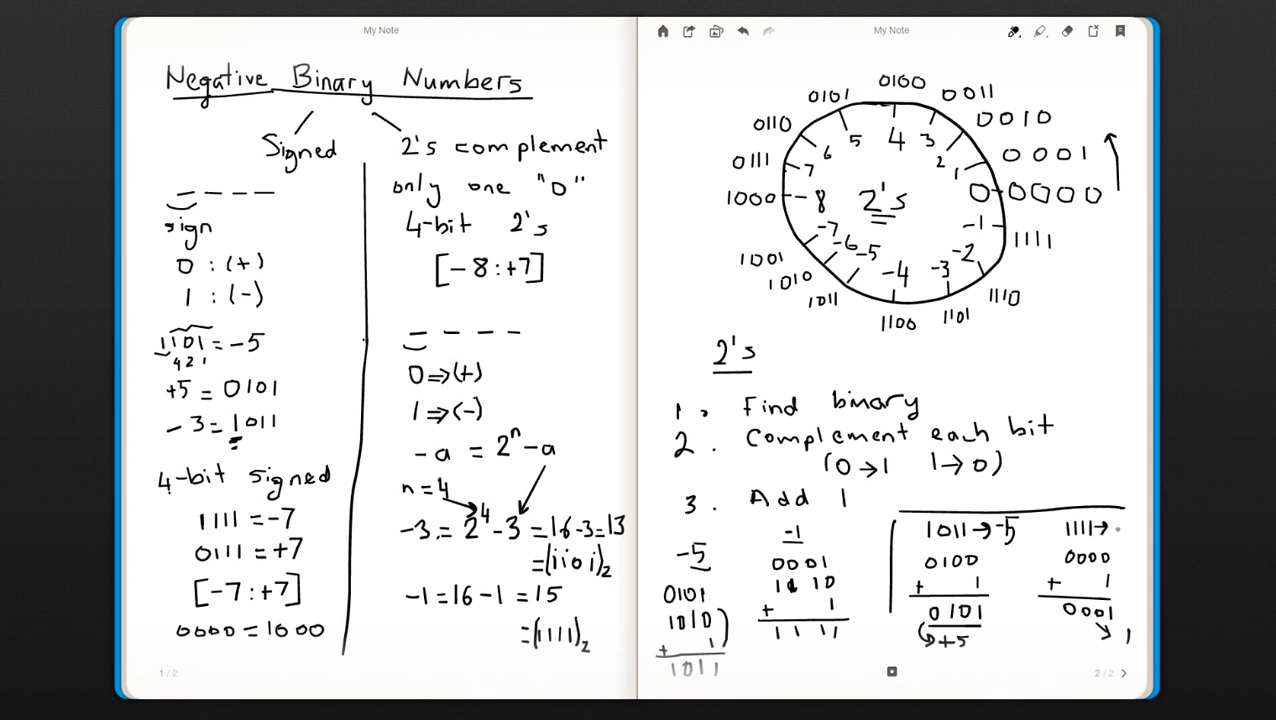 My Note
Negative Binary Numbers
Signed
2's complement
_ _ _ _
sign
0 : (+)
1 : (-)
1101 = -5
4 2 1
+5 = 0101
- 3 = 1011
4-bit signed
1111 = -7
0111 = +7
[-7 : +7]
0000 = 1000
1 / 2
only one "0"
4-bit 2's
[-8 : +7]
_ _ _ _
0 ⇒ (+)
1 ⇒ (-)
-a = 2ⁿ - a
n = 4
-3 = 2⁴ - 3 = 16 - 3 = 13
= (1101)₂
-1 = 16 - 1 = 15
= (1111)₂
My Note
0100
0101 0011
0110 0010
0111 0001
1000 0000
1001 1111
1010 1110
1011 1101
1100
5 4 3
6 2
7 1
-8 2's 0
-7 -1
-6 -2
-5 -4 -3
2's
1. Find binary
2. Complement each bit
(0→1 1→0)
3. Add 1
-5
0101
1010
+ 1
1011
-1
0001
1110
+ 1
1111
1011 → -5
0100
+ 1
0101
+5
1111 →
0000
+ 1
0001
1
2 / 2